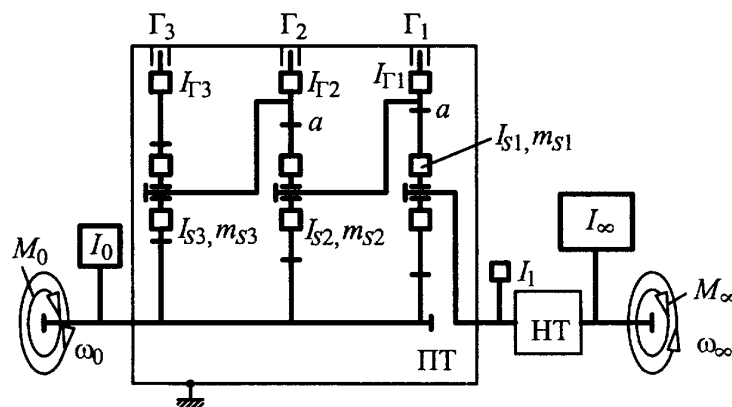 Г3 Г2 Г1
IГ3 IГ2 IГ1
a a
IS1, mS1
I0 IS3, mS3 IS2, mS2 I∞
M0 I1 M∞
НТ
ω0 ПТ ω∞